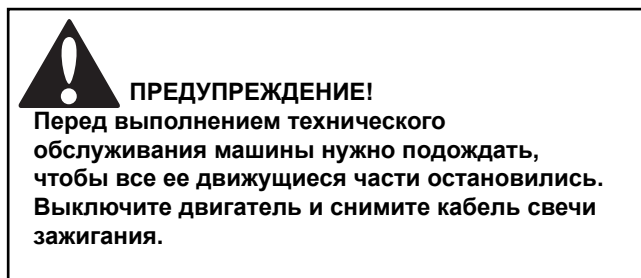 ПРЕДУПРЕЖДЕНИЕ!
Перед выполнением технического
обслуживания машины нужно подождать,
чтобы все ее движущиеся части остановились.
Выключите двигатель и снимите кабель свечи
зажигания.